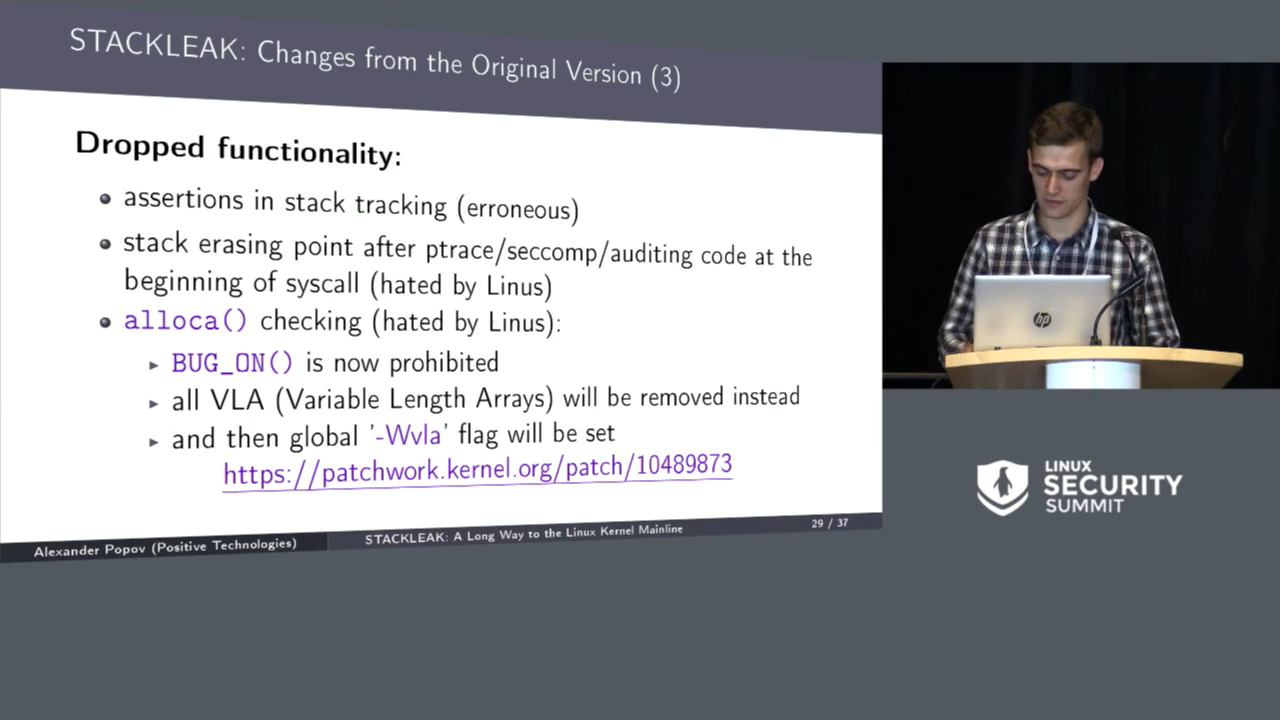 STACKLEAK: Changes from the Original Version (3)
Dropped functionality:
assertions in stack tracking (erroneous)
stack erasing point after ptrace/seccomp/auditing code at the
beginning of syscall (hated by Linus)
alloca() checking (hated by Linus):
BUG_ON() is now prohibited
all VLA (Variable Length Arrays) will be removed instead
and then global '-Wvla' flag will be set
https://patchwork.kernel.org/patch/10489873
Alexander Popov (Positive Technologies)
STACKLEAK: A Long Way to the Linux Kernel Mainline
29 / 37
hp
LINUX
SECURITY
SUMMIT